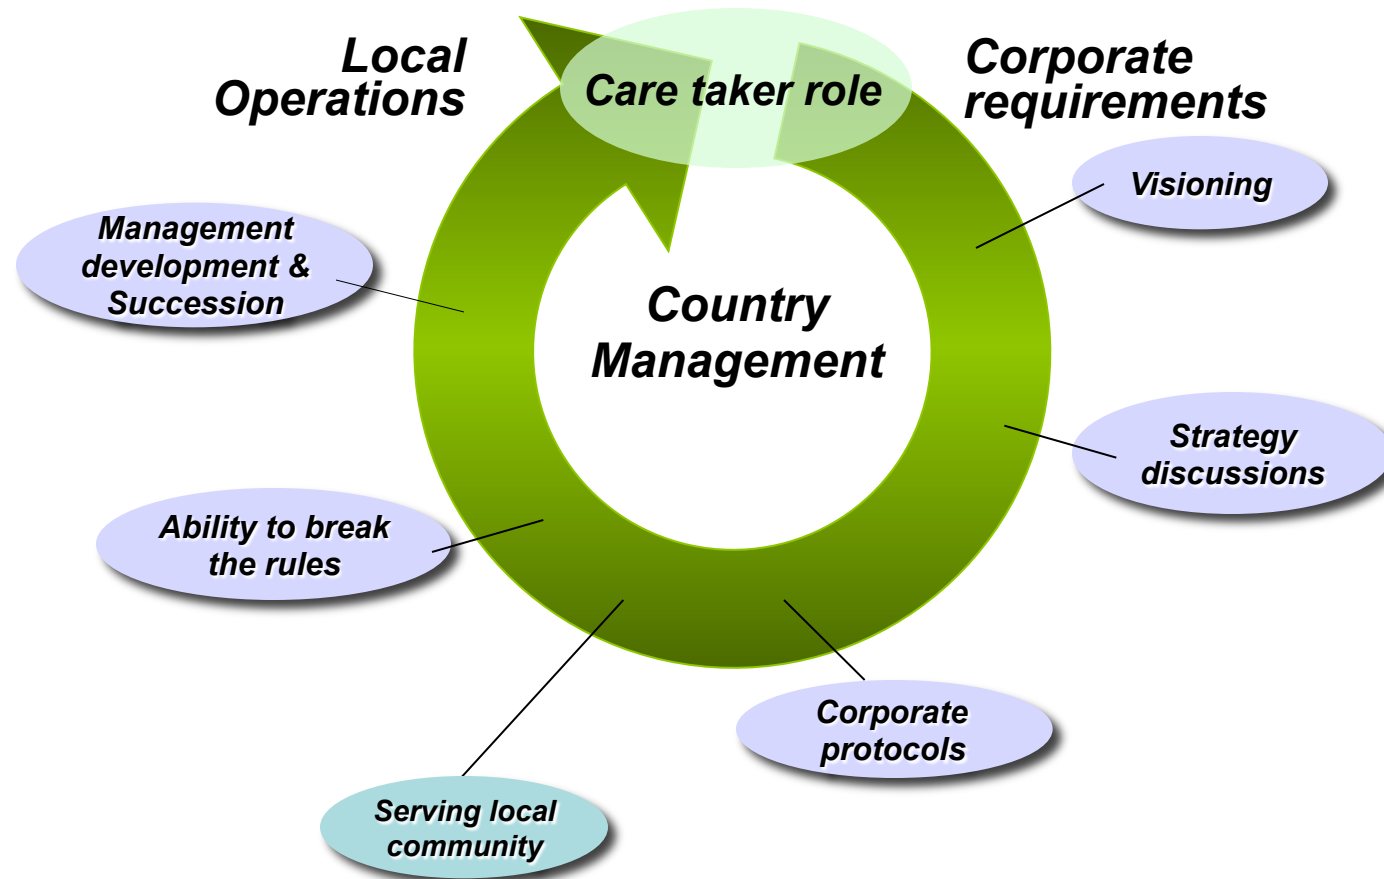 Local
Operations
Care taker role
Corporate
requirements
Visioning
Management
development &
Succession
Country
Management
Strategy
discussions
Ability to break
the rules
Corporate
protocols
Serving local
community